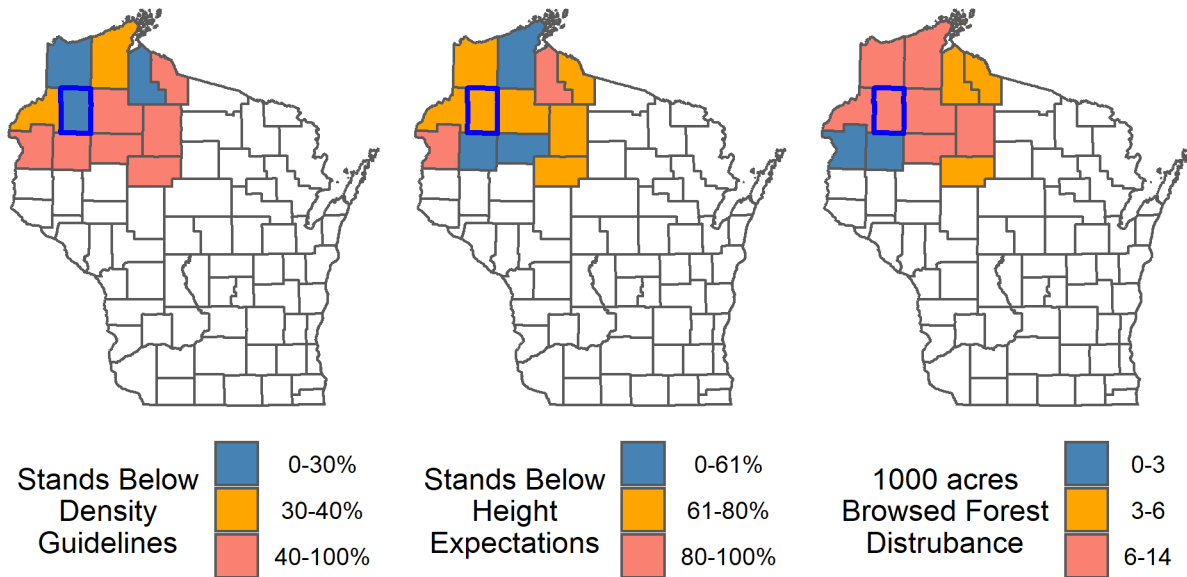 Stands Below
Density
Guidelines
0-30%
30-40%
40-100%
Stands Below
Height
Expectations
0-61%
61-80%
80-100%
1000 acres
Browsed Forest
Distrubance
0-3
3-6
6-14